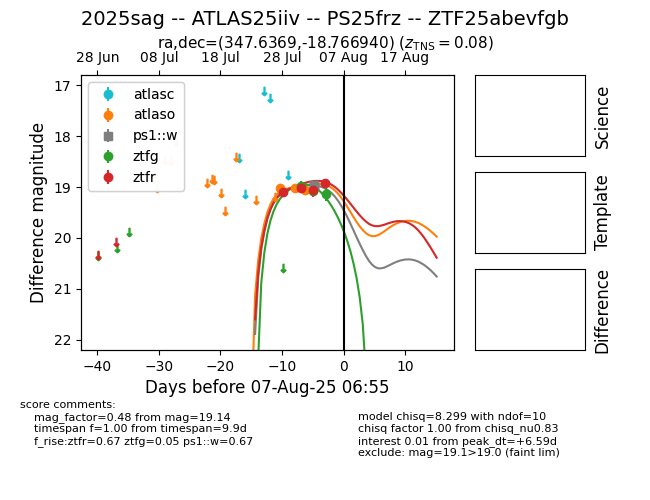 2025sag -- ATLAS25iiv -- PS25frz -- ZTF25abevfgb
ra,dec=(347.6369,-18.766940) (z_TNS = 0.08)
28 Jun 08 Jul 18 Jul 28 Jul 07 Aug 17 Aug
17
18
19
20
21
22
Difference magnitude
atlasc
atlaso
ps1::w
ztfg
ztfr
−40 −30 −20 −10 0 10
Days before 07-Aug-25 06:55
Science
Template
Difference
score comments:
mag_factor=0.48 from mag=19.14
timespan f=1.00 from timespan=9.9d
f_rise:ztfr=0.67 ztfg=0.05 ps1::w=0.67
model chisq=8.299 with ndof=10
chisq factor 1.00 from chisq_nu0.83
interest 0.01 from peak_dt=+6.59d
exclude: mag=19.1>19.0 (faint lim)